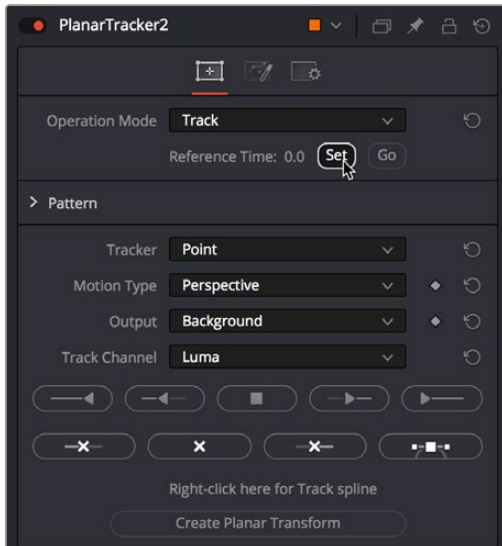 PlanarTracker2
Operation Mode Track
Reference Time: 0.0 Set Go
Pattern
Tracker Point
Motion Type Perspective
Output Background
Track Channel Luma
Right-click here for Track spline
Create Planar Transform